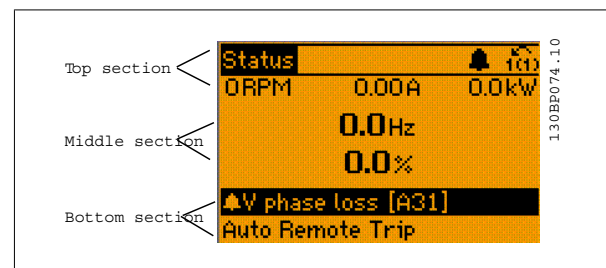 Top section
Status
1(1)
0RPM 0.00A 0.0kW
Middle section
0.0Hz
0.0%
Bottom section
V phase loss [A31]
Auto Remote Trip
130BP074.10